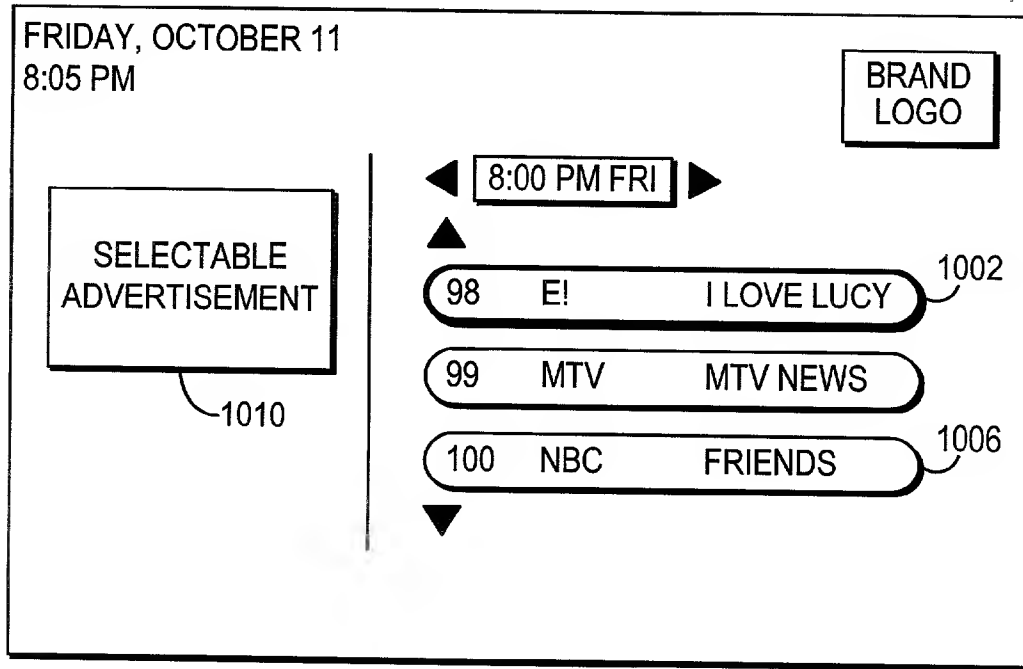 FRIDAY, OCTOBER 11
8:05 PM
BRAND
LOGO
8:00 PM FRI
SELECTABLE
ADVERTISEMENT
1010
98 E! I LOVE LUCY
1002
99 MTV MTV NEWS
100 NBC FRIENDS
1006